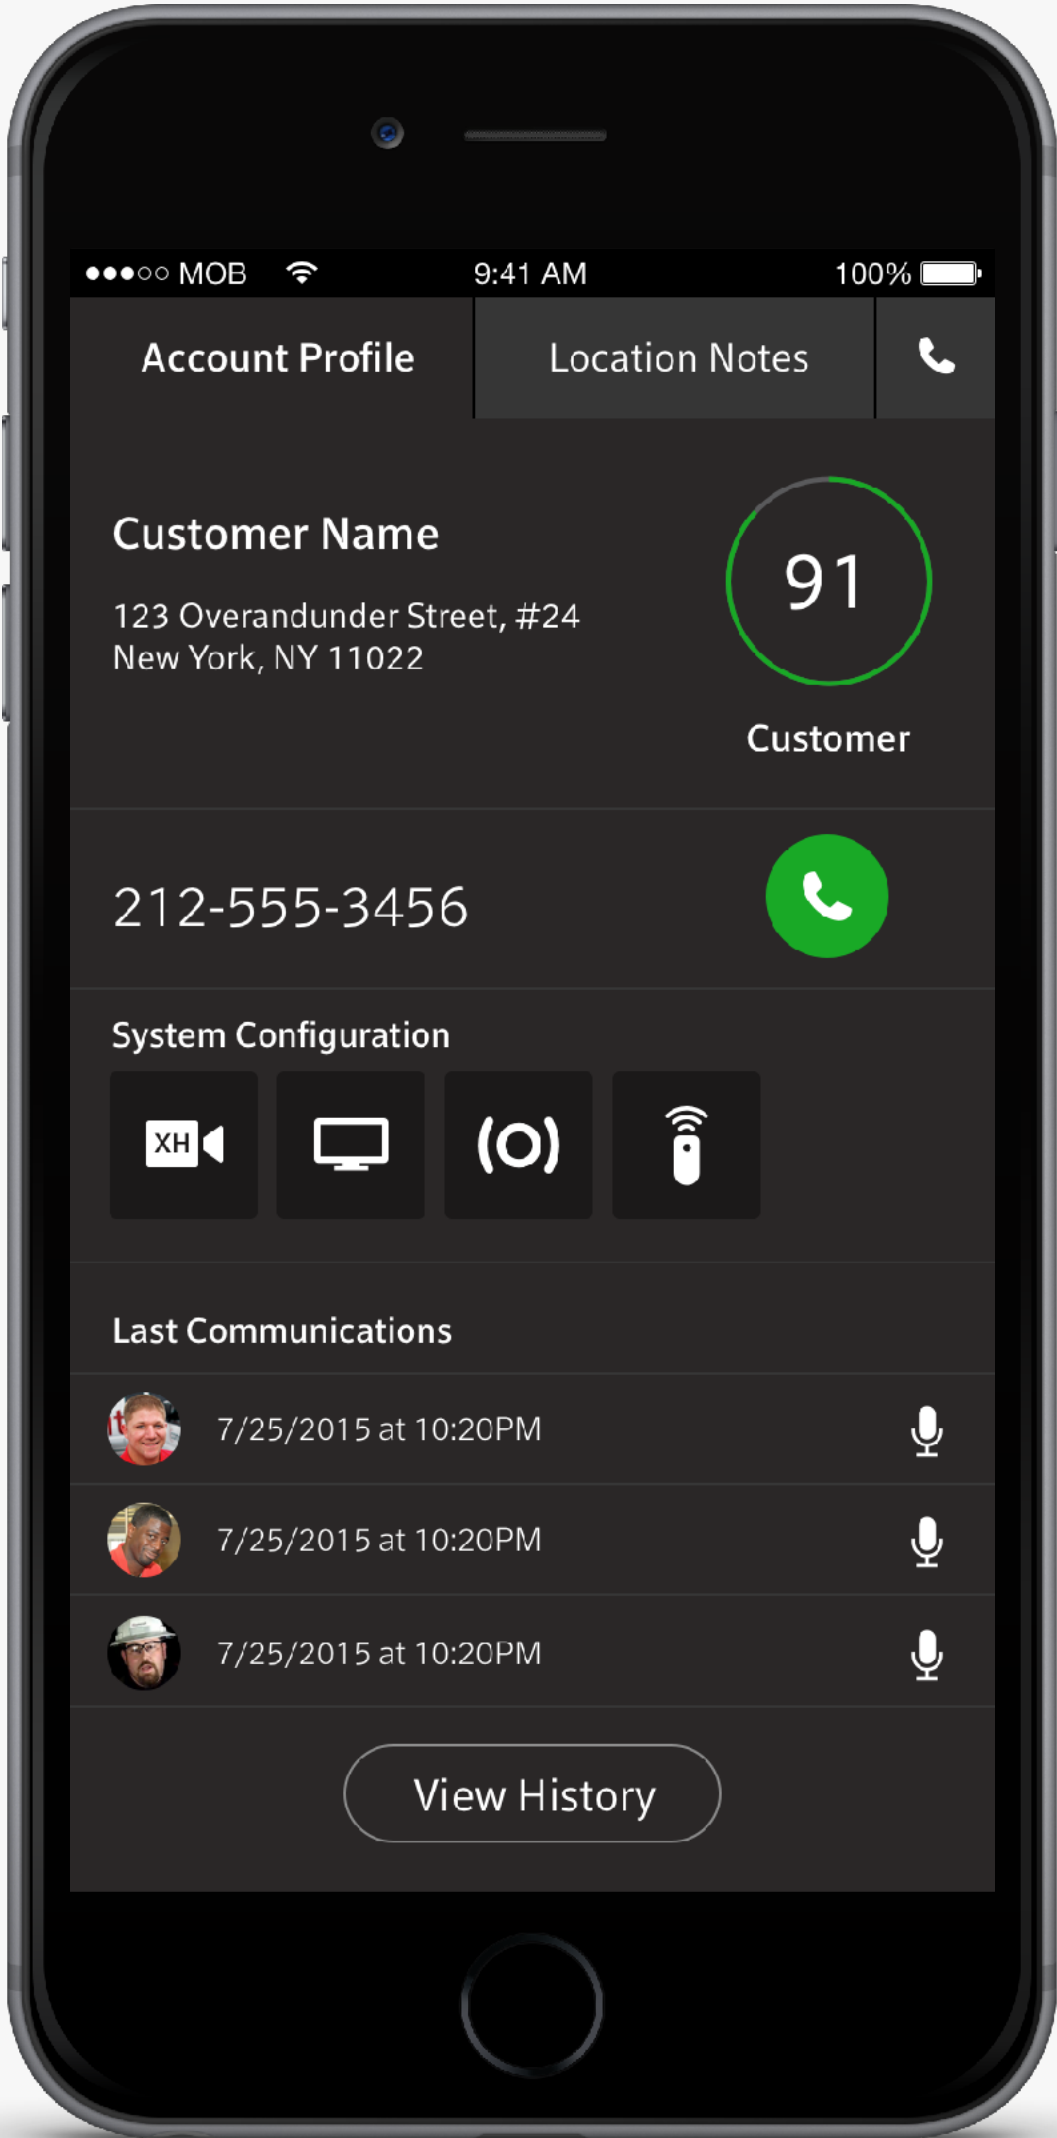 MOB
9:41 AM
100%
Account Profile
Location Notes
Customer Name
91
123 Overandunder Street, #24
New York, NY 11022
Customer
212-555-3456
System Configuration
XH
Last Communications
7/25/2015 at 10:20PM
7/25/2015 at 10:20PM
7/25/2015 at 10:20PM
View History